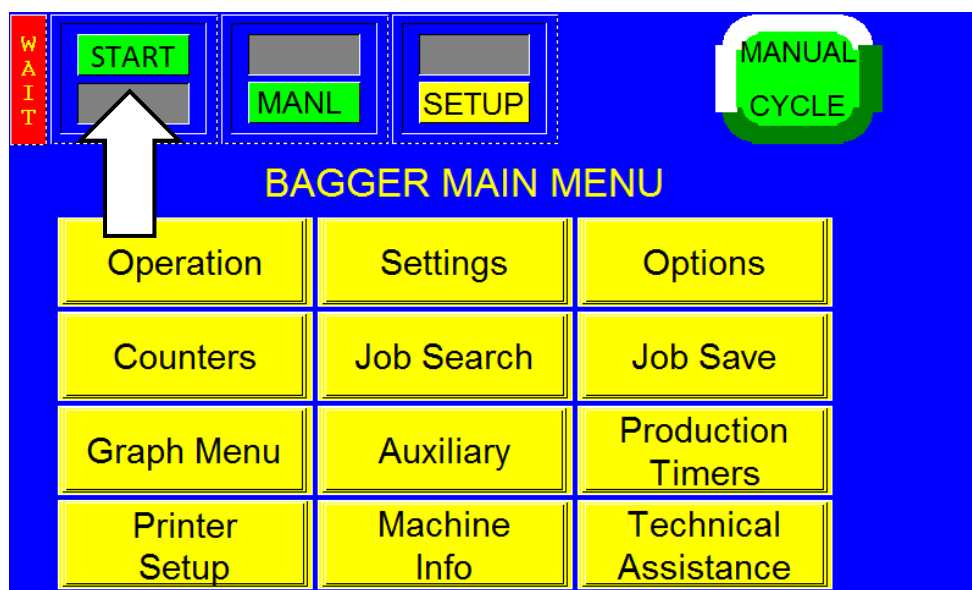 WAIT
START
MANL
SETUP
MANUAL
CYCLE
BAGGER MAIN MENU
Operation
Settings
Options
Counters
Job Search
Job Save
Graph Menu
Auxiliary
Production
Timers
Printer
Setup
Machine
Info
Technical
Assistance